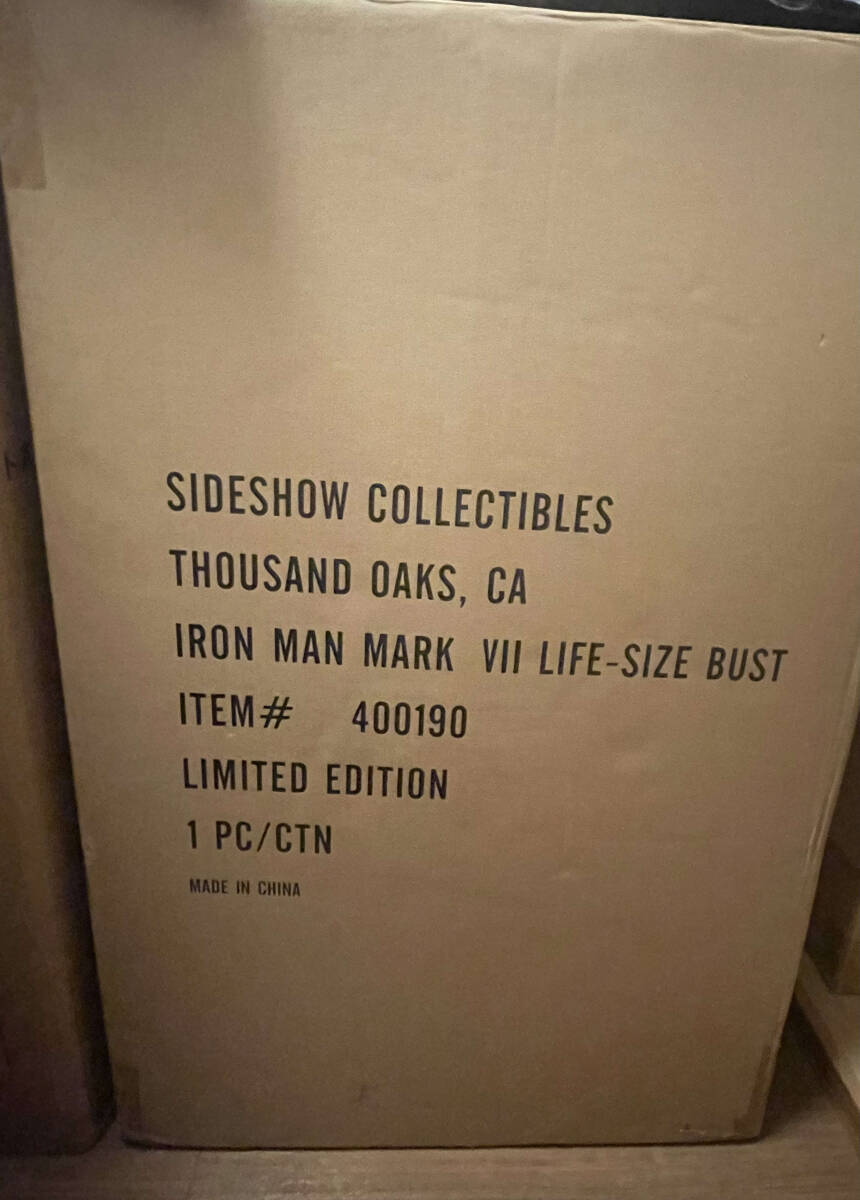 SIDESHOW COLLECTIBLES
THOUSAND OAKS, CA
IRON MAN MARK VII LIFE-SIZE BUST
ITEM# 400190
LIMITED EDITION
1 PC/CTN
MADE IN CHINA